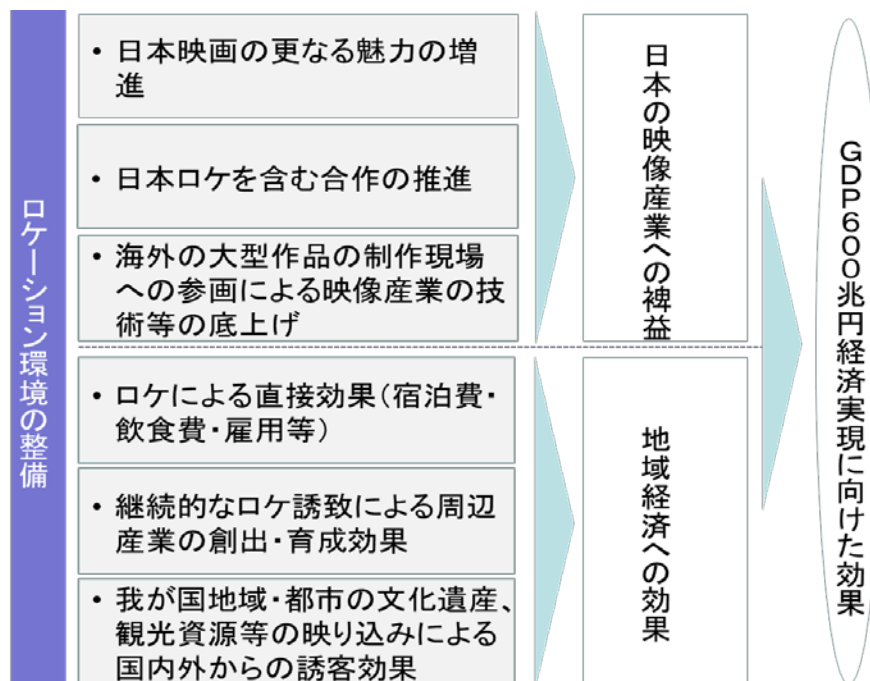 ロケーション環境の整備
• 日本映画の更なる魅力の増
進
• 日本ロケを含む合作の推進
• 海外の大型作品の制作現場
への参画による映像産業の技
術等の底上げ
日本の映像産業への裨益
• ロケによる直接効果(宿泊費・
飲食費・雇用等)
• 継続的なロケ誘致による周辺
産業の創出・育成効果
• 我が国地域・都市の文化遺産、
観光資源等の映り込みによる
国内外からの誘客効果
地域経済への効果
GDP600兆円経済実現に向けた効果